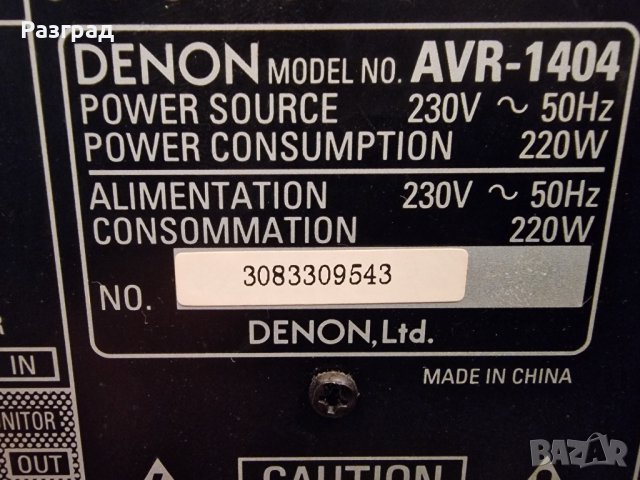 Разград
DENON MODEL NO. AVR-1404
POWER SOURCE 230V ~ 50Hz
POWER CONSUMPTION 220W
ALIMENTATION 230V ~ 50Hz
CONSOMMATION 220W
NO. 3083309543
DENON, Ltd.
MADE IN CHINA
R
IN
NITOR
OUT
CAUTION
BAZAR